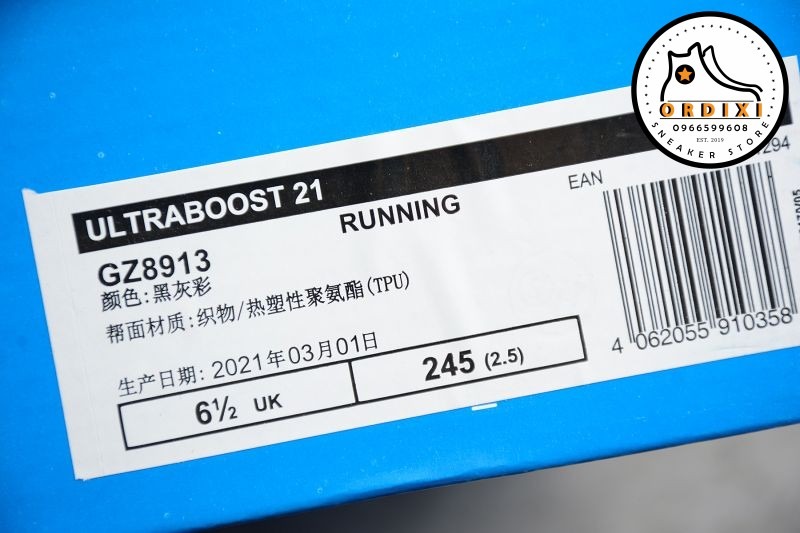 ORDIXI
0966599608
EST. 2019
SNEAKER STORE
ULTRABOOST 21
RUNNING
294
EAN
GZ8913
颜色:黑灰彩
帮面材质:织物/热塑性聚氨酯(TPU)
生产日期:2021年03月01日
6½ UK
245 (2.5)
4 062055 910358